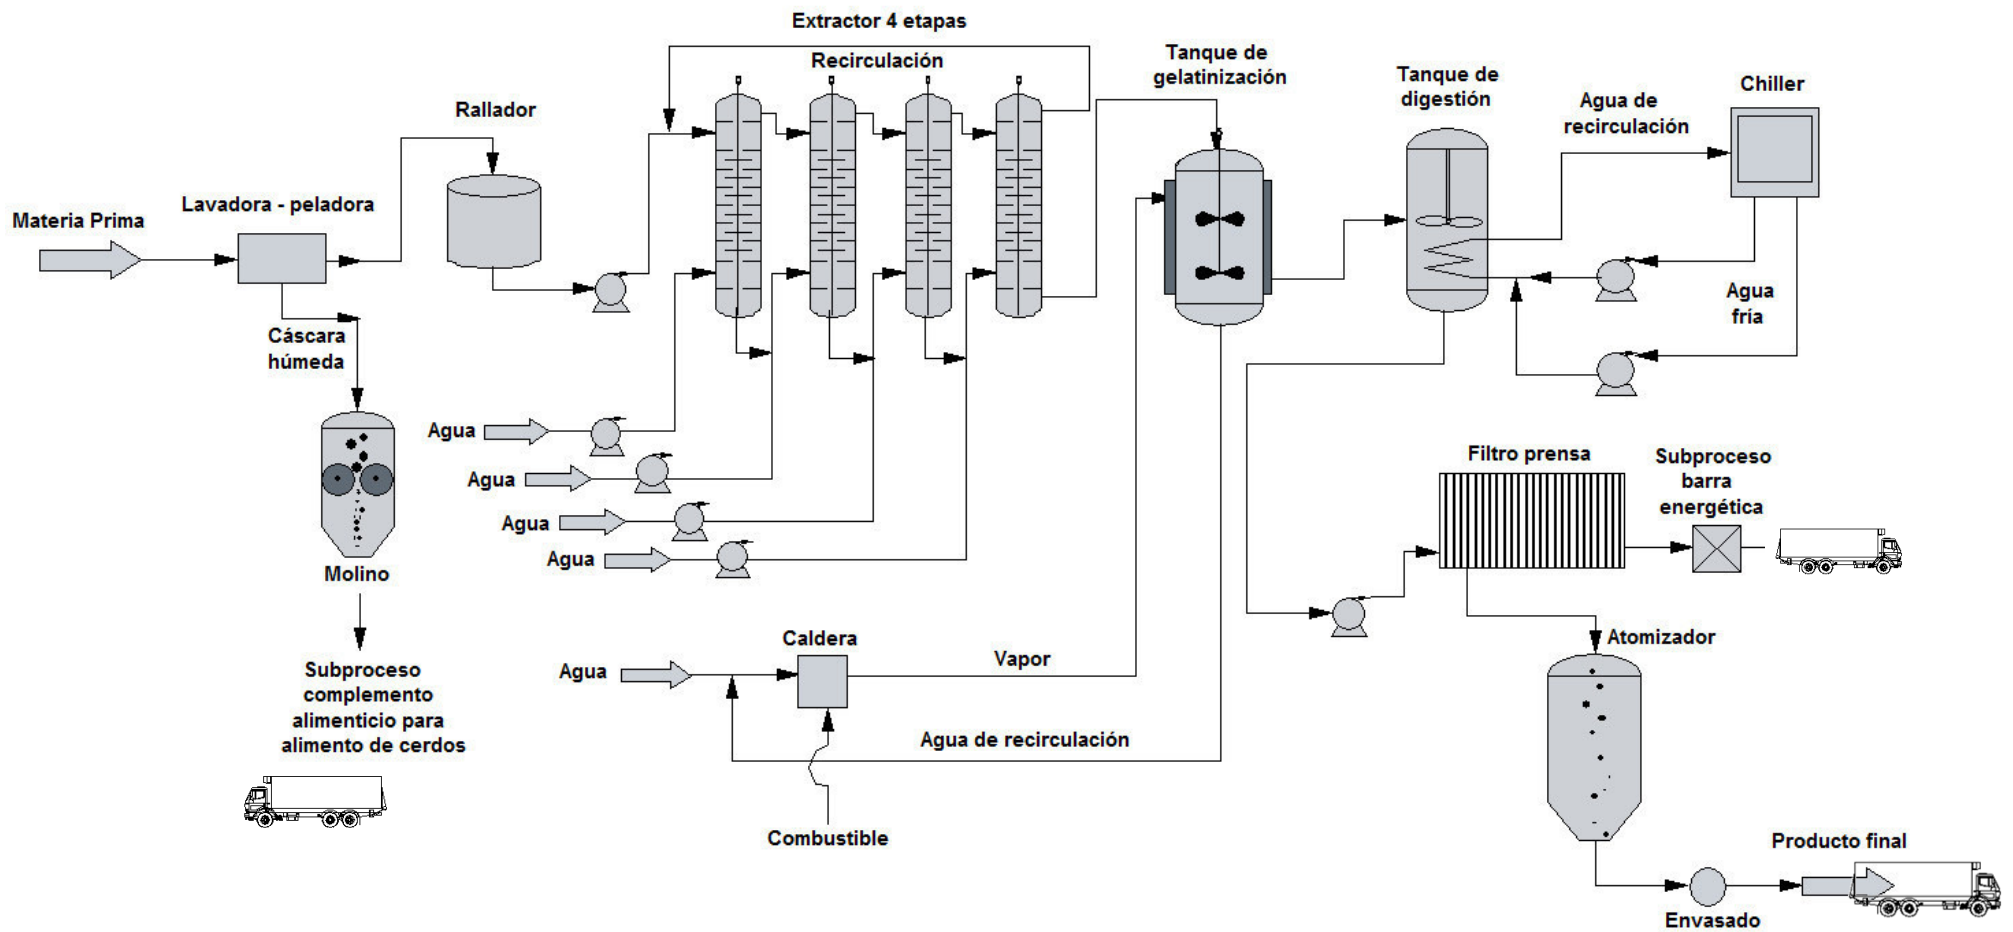 Extractor 4 etapas
Recirculación
Tanque de
gelatinización
Tanque de
digestión
Agua de
recirculación
Chiller
Rallador
Lavadora - peladora
Materia Prima
Agua
fría
Cáscara
húmeda
Agua
Agua
Agua
Agua
Molino
Filtro prensa
Subproceso
barra
energética
Subproceso
complemento
alimenticio para
alimento de cerdos
Agua
Caldera
Vapor
Atomizador
Agua de recirculación
Combustible
Producto final
Envasado